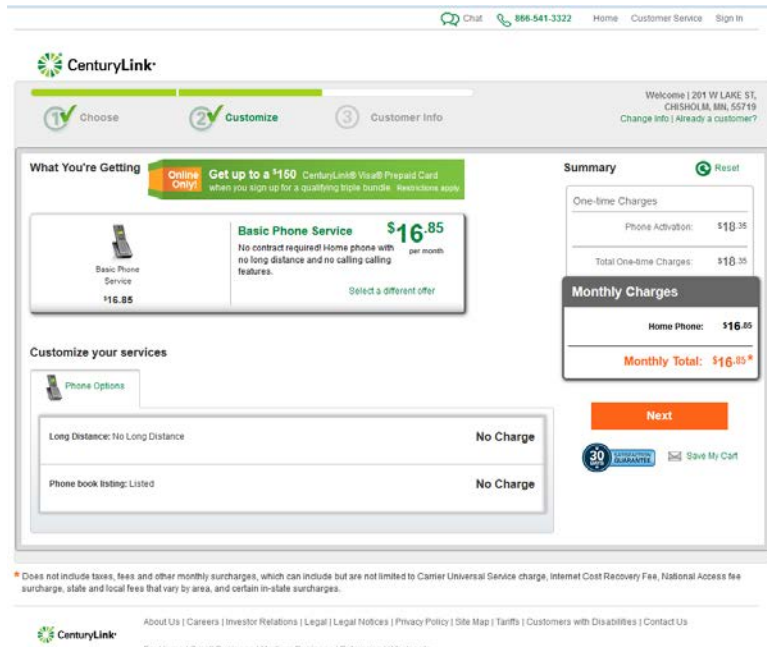 Chat 866-541-3322 Home Customer Service Sign In
CenturyLink
Welcome | 201 W LAKE ST,
CHISHOLM, MN, 55719
Change info | Already a customer?
1 Choose
2 Customize
3 Customer Info
What You're Getting
Online
Only!
Get up to a $150 CenturyLink® Visa® Prepaid Card
when you sign up for a qualifying triple bundle Restrictions apply
Basic Phone
Service
$16.85
Basic Phone Service
$16.85
per month
No contract required! Home phone with
no long distance and no calling calling
features.
Select a different offer
Customize your services
Phone Options
Long Distance: No Long Distance No Charge
Phone book listing: Listed No Charge
Summary Reset
One-time Charges
Phone Activation: $18.35
Total One-time Charges: $18.35
Monthly Charges
Home Phone: $16.85
Monthly Total: $16.85*
Next
30
DAYS
SATISFACTION
GUARANTEE
Save My Cart
* Does not include taxes, fees and other monthly surcharges, which can include but are not limited to Carrier Universal Service charge, Internet Cost Recovery Fee, National Access fee
surcharge, state and local fees that vary by area, and certain in-state surcharges.
About Us | Careers | Investor Relations | Legal | Legal Notices | Privacy Policy | Site Map | Tariffs | Customers with Disabilities | Contact Us
CenturyLink